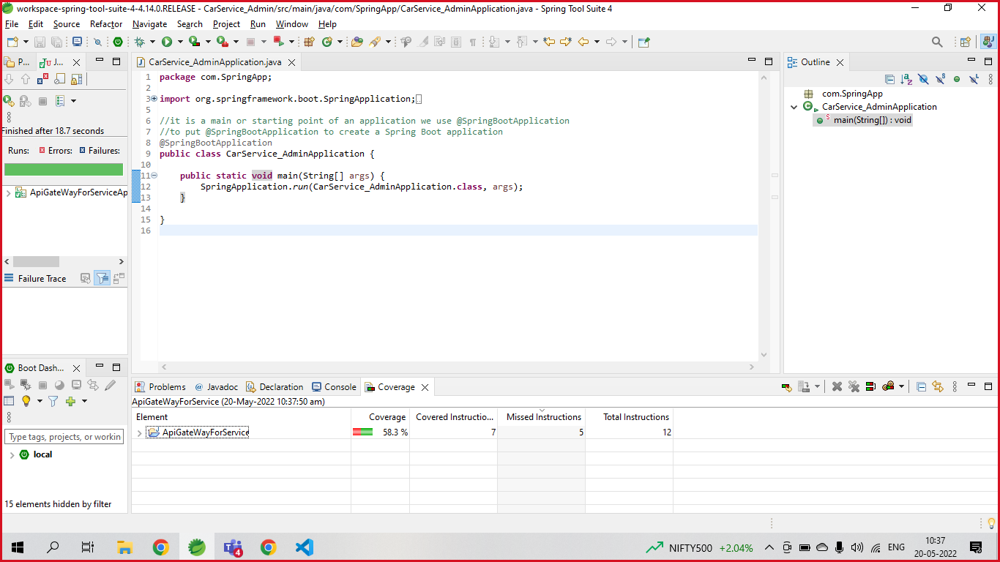 workspace-spring-tool-suite-4-4.14.0.RELEASE - CarService_Admin/src/main/java/com/SpringApp/CarService_AdminApplication.java - Spring Tool Suite 4
File Edit Source Refactor Navigate Search Project Run Window Help
P... J...
Finished after 18.7 seconds
Runs: Errors: Failures:
ApiGateWayForServiceAp
Failure Trace
CarService_AdminApplication.java
1 package com.SpringApp;
2
3 import org.springframework.boot.SpringApplication;
5
6 //it is a main or starting point of an application we use @SpringBootApplication
7 //to put @SpringBootApplication to create a Spring Boot application
8 @SpringBootApplication
9 public class CarService_AdminApplication {
10
11 public static void main(String[] args) {
12 SpringApplication.run(CarService_AdminApplication.class, args);
13 }
14
15 }
16
Outline
com.SpringApp
CarService_AdminApplication
main(String[]) : void
Boot Dash...
Type tags, projects, or workin
local
15 elements hidden by filter
Problems @ Javadoc Declaration Console Coverage
ApiGateWayForService (20-May-2022 10:37:50 am)
Element Coverage Covered Instructio... Missed Instructions Total Instructions
ApiGateWayForService 58.3 % 7 5 12
4
NIFTY500 +2.04% ENG 10:37
20-05-2022